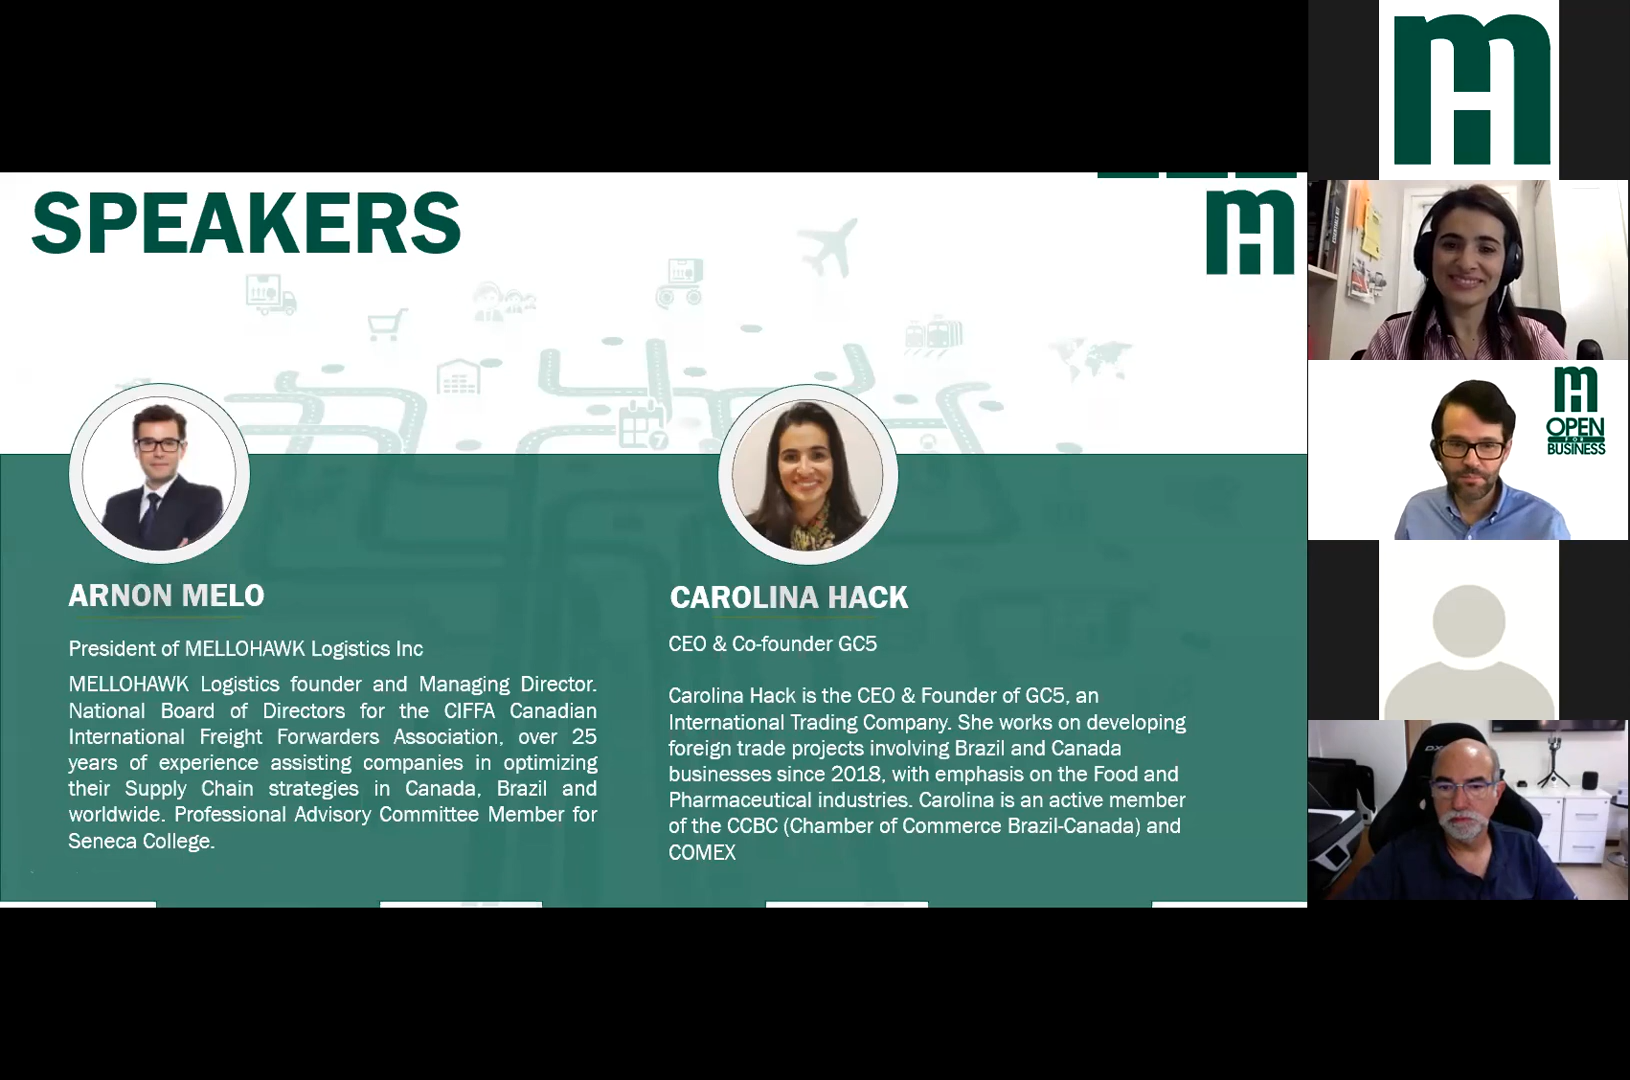 SPEAKERS
mH
mH
OPEN
FOR
BUSINESS
7
ARNON MELO
President of MELLOHAWK Logistics Inc
MELLOHAWK Logistics founder and Managing Director.
National Board of Directors for the CIFFA Canadian
International Freight Forwarders Association, over 25
years of experience assisting companies in optimizing
their Supply Chain strategies in Canada, Brazil and
worldwide. Professional Advisory Committee Member for
Seneca College.
CAROLINA HACK
CEO & Co-founder GC5
Carolina Hack is the CEO & Founder of GC5, an
International Trading Company. She works on developing
foreign trade projects involving Brazil and Canada
businesses since 2018, with emphasis on the Food and
Pharmaceutical industries. Carolina is an active member
of the CCBC (Chamber of Commerce Brazil-Canada) and
COMEX